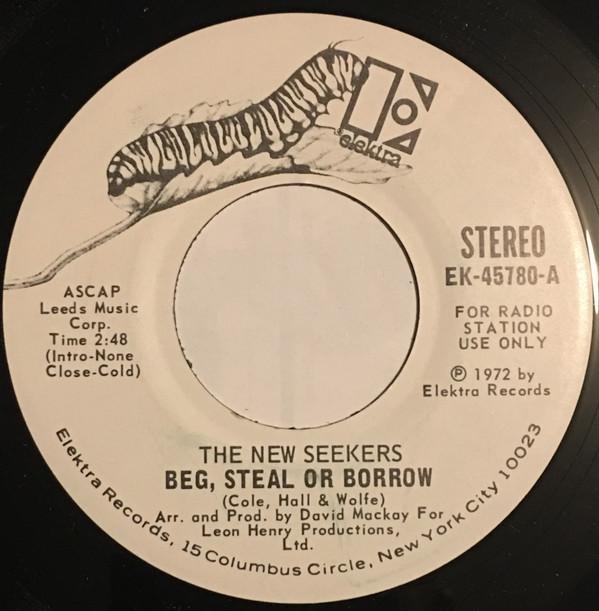 elektra
STEREO
EK-45780-A
ASCAP
Leeds Music
Corp.
Time 2:48
(Intro-None
Close-Cold)
FOR RADIO
STATION
USE ONLY
℗ 1972 by
Elektra Records
THE NEW SEEKERS
BEG, STEAL OR BORROW
(Cole, Hall & Wolfe)
Arr. and Prod. by David Mackay For
Leon Henry Productions,
Ltd.
Elektra Records, 15 Columbus Circle, New York City 10023